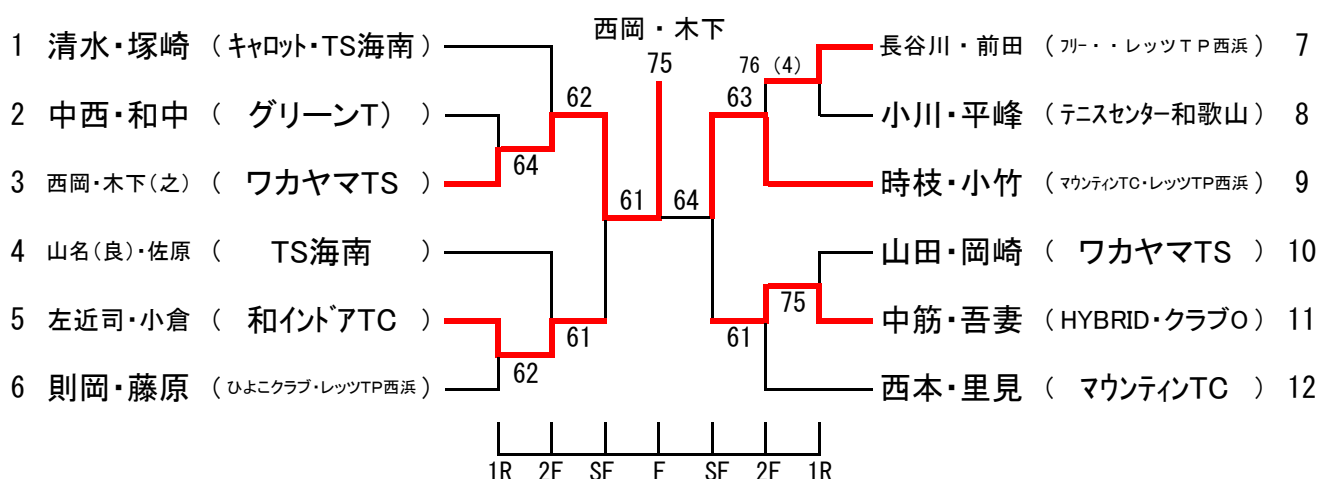 西岡・木下
75
1 清水・塚崎 ( キャロット・TS海南 )
2 中西・和中 ( グリーンT) )
3 西岡・木下(之) ( ワカヤマTS )
4 山名(良)・佐原 ( TS海南 )
5 左近司・小倉 ( 和インドアTC )
6 則岡・藤原 ( ひよこクラブ・レッツTP西浜 )
62
64
61
61
62
長谷川・前田 ( フリー・・レッツTP西浜 ) 7
小川・平峰 ( テニスセンター和歌山 ) 8
時枝・小竹 ( マウンティンTC・レッツTP西浜 ) 9
山田・岡崎 ( ワカヤマTS ) 10
中筋・吾妻 ( HYBRID・クラブO ) 11
西本・里見 ( マウンティンTC ) 12
76 (4)
63
64
75
61
1R 2F SF F SF 2F 1R